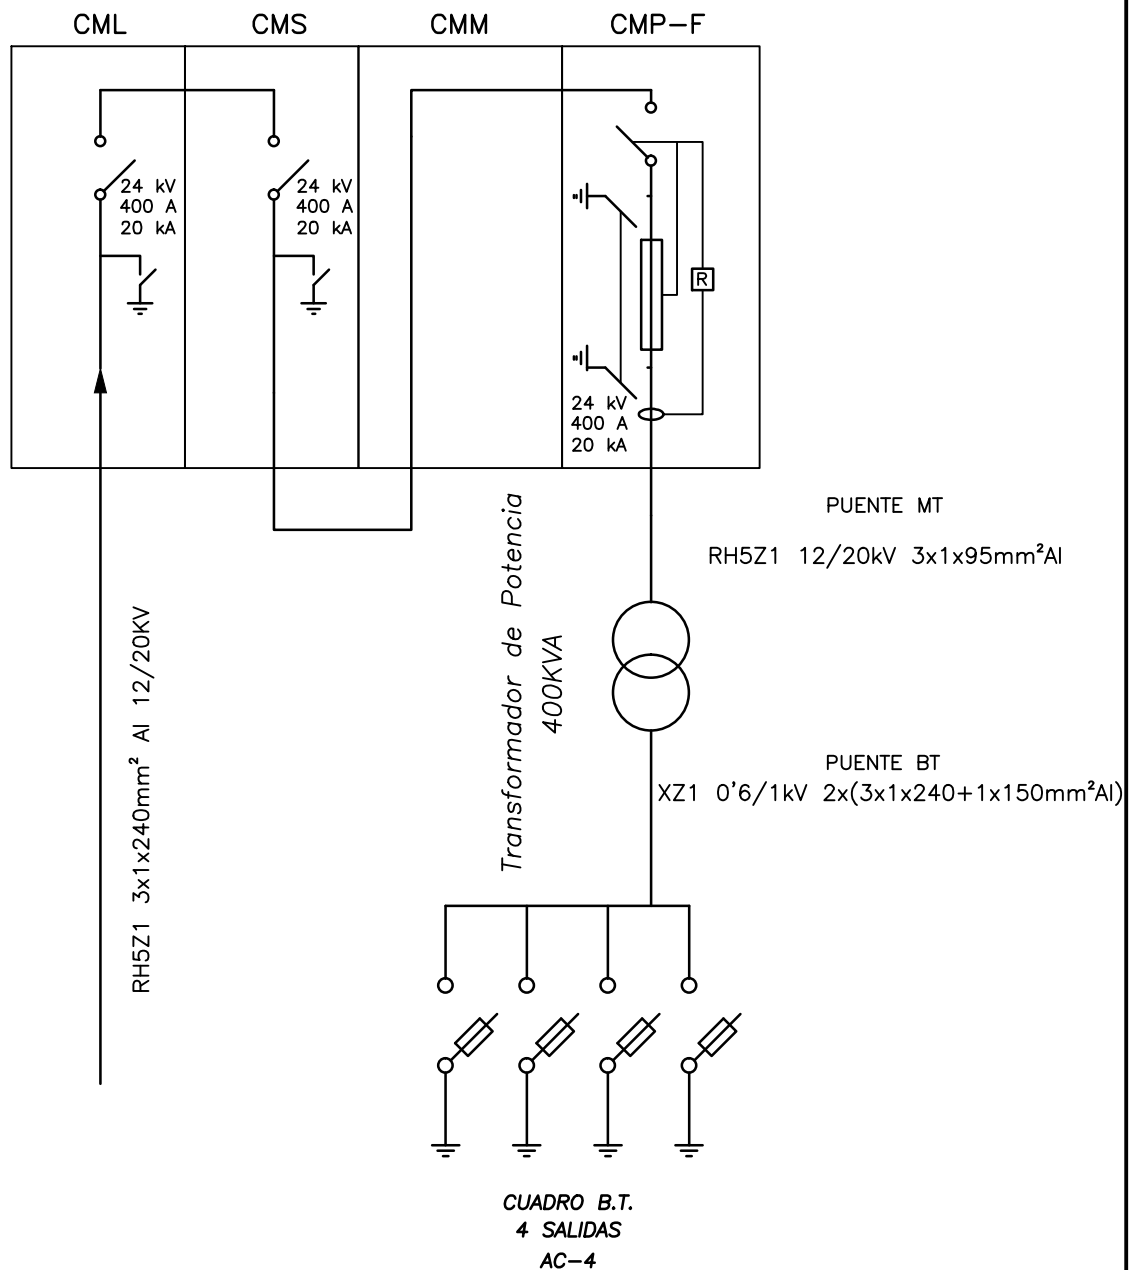 CML
CMS
CMM
CMP-F
24 kV
400 A
20 kA
24 kV
400 A
20 kA
R
24 kV
400 A
20 kA
PUENTE MT
RH5Z1 12/20kV 3x1x95mm²Al
Transformador de Potencia
400KVA
RH5Z1 3x1x240mm² Al 12/20KV
PUENTE BT
XZ1 0'6/1kV 2x(3x1x240+1x150mm²Al)
CUADRO B.T.
4 SALIDAS
AC-4